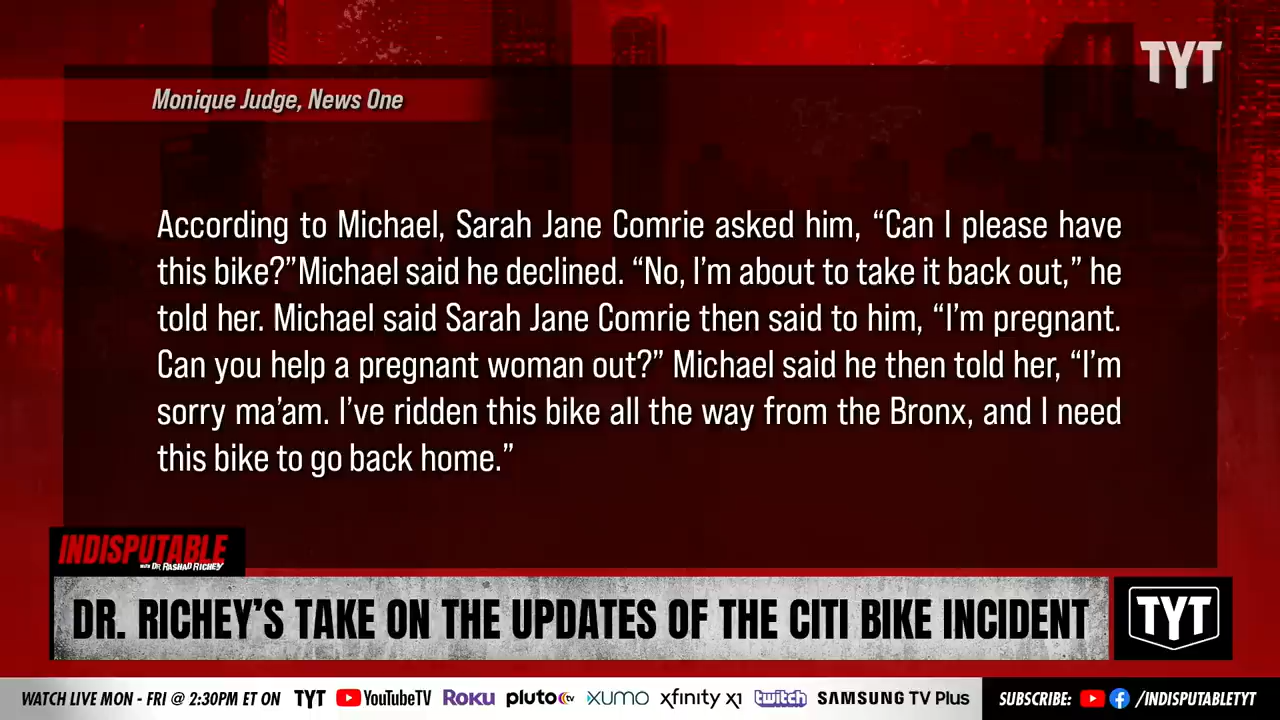 TYT
Monique Judge, News One
According to Michael, Sarah Jane Comrie asked him, “Can I please have
this bike?”Michael said he declined. “No, I’m about to take it back out,” he
told her. Michael said Sarah Jane Comrie then said to him, “I’m pregnant.
Can you help a pregnant woman out?” Michael said he then told her, “I’m
sorry ma’am. I’ve ridden this bike all the way from the Bronx, and I need
this bike to go back home.”
INDISPUTABLE
WITH DR. RASHAD RICHEY
DR. RICHEY’S TAKE ON THE UPDATES OF THE CITI BIKE INCIDENT
TYT
WATCH LIVE MON - FRI @ 2:30PM ET ON TYT YouTubeTV ROKU pluto tv xumo xfinity x1 twitch SAMSUNG TV Plus SUBSCRIBE: /INDISPUTABLETYT